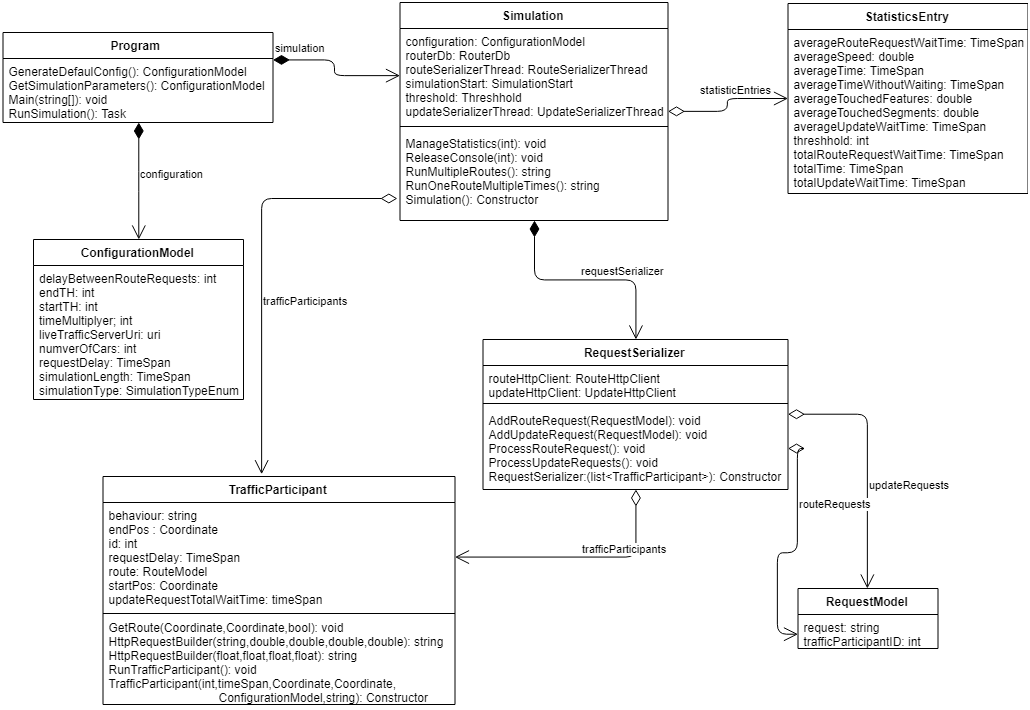 Program
GenerateDefaulConfig(): ConfigurationModel
GetSimulationParameters(): ConfigurationModel
Main(string[]): void
RunSimulation(): Task
simulation
configuration
Simulation
configuration: ConfigurationModel
routerDb: RouterDb
routeSerializerThread: RouteSerializerThread
simulationStart: SimulationStart
threshold: Threshhold
updateSerializerThread: UpdateSerializerThread
ManageStatistics(int): void
ReleaseConsole(int): void
RunMultipleRoutes(): string
RunOneRouteMultipleTimes(): string
Simulation(): Constructor
statisticEntries
StatisticsEntry
averageRouteRequestWaitTime: TimeSpan
averageSpeed: double
averageTime: TimeSpan
averageTimeWithoutWaiting: TimeSpan
averageTouchedFeatures: double
averageTouchedSegments: double
averageUpdateWaitTime: TimeSpan
threshhold: int
totalRouteRequestWaitTime: TimeSpan
totalTime: TimeSpan
totalUpdateWaitTime: TimeSpan
ConfigurationModel
delayBetweenRouteRequests: int
endTH: int
startTH: int
timeMultiplyer; int
liveTrafficServerUri: uri
numverOfCars: int
requestDelay: TimeSpan
simulationLength: TimeSpan
simulationType: SimulationTypeEnum
trafficParticipants
requestSerializer
RequestSerializer
routeHttpClient: RouteHttpClient
updateHttpClient: UpdateHttpClient
AddRouteRequest(RequestModel): void
AddUpdateRequest(RequestModel): void
ProcessRouteRequest(): void
ProcessUpdateRequests(): void
RequestSerializer:(list<TrafficParticipant>): Constructor
updateRequests
routeRequests
trafficParticipants
TrafficParticipant
behaviour: string
endPos : Coordinate
id: int
requestDelay: TimeSpan
route: RouteModel
startPos: Coordinate
updateRequestTotalWaitTime: timeSpan
GetRoute(Coordinate,Coordinate,bool): void
HttpRequestBuilder(string,double,double,double,double): string
HttpRequestBuilder(float,float,float,float): string
RunTrafficParticipant(): void
TrafficParticipant(int,timeSpan,Coordinate,Coordinate,
ConfigurationModel,string): Constructor
RequestModel
request: string
trafficParticipantID: int